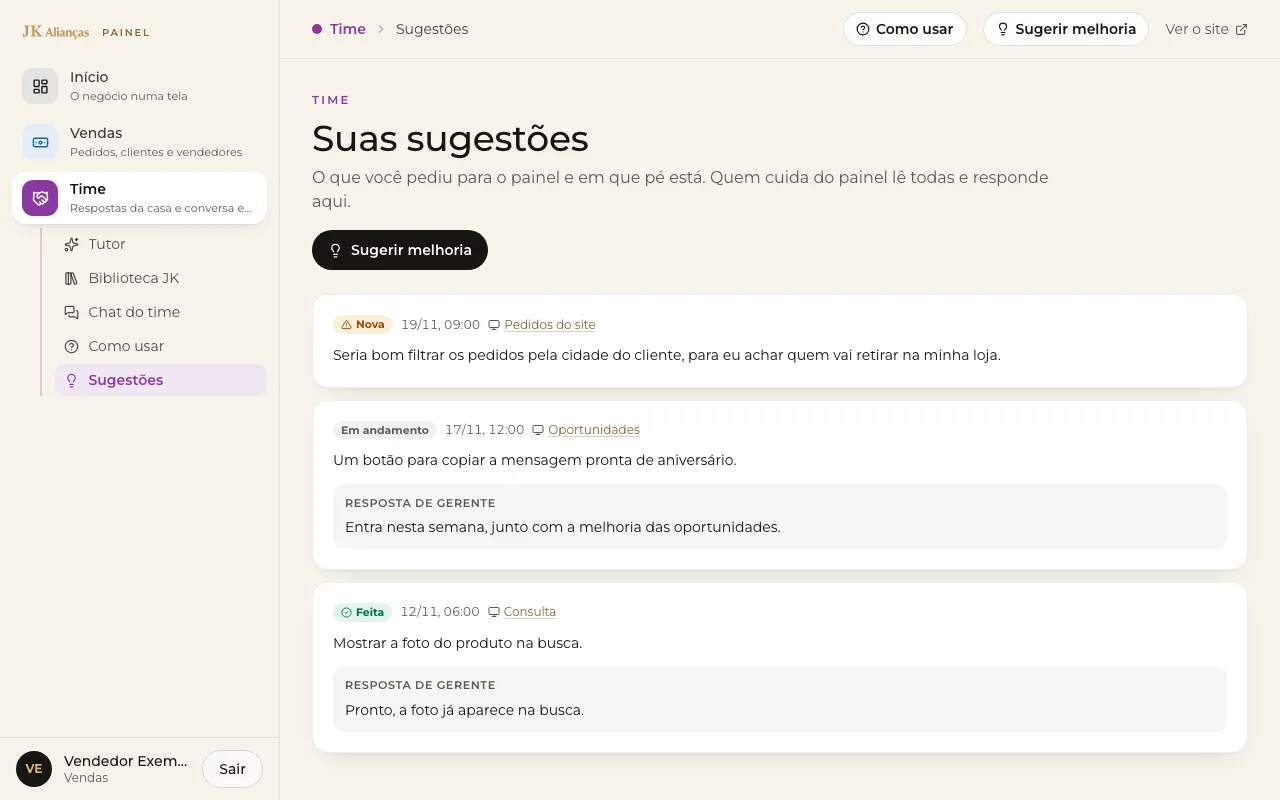 JK Alianças PAINEL
Início
O negócio numa tela
Vendas
Pedidos, clientes e vendedores
Time
Respostas da casa e conversa e...
Tutor
Biblioteca JK
Chat do time
Como usar
Sugestões
VE
Vendedor Exem...
Vendas
Sair
Time > Sugestões
Como usar
Sugerir melhoria
Ver o site
TIME
Suas sugestões
O que você pediu para o painel e em que pé está. Quem cuida do painel lê todas e responde
aqui.
Sugerir melhoria
Nova 19/11, 09:00 Pedidos do site
Seria bom filtrar os pedidos pela cidade do cliente, para eu achar quem vai retirar na minha loja.
Em andamento 17/11, 12:00 Oportunidades
Um botão para copiar a mensagem pronta de aniversário.
RESPOSTA DE GERENTE
Entra nesta semana, junto com a melhoria das oportunidades.
Feita 12/11, 06:00 Consulta
Mostrar a foto do produto na busca.
RESPOSTA DE GERENTE
Pronto, a foto já aparece na busca.